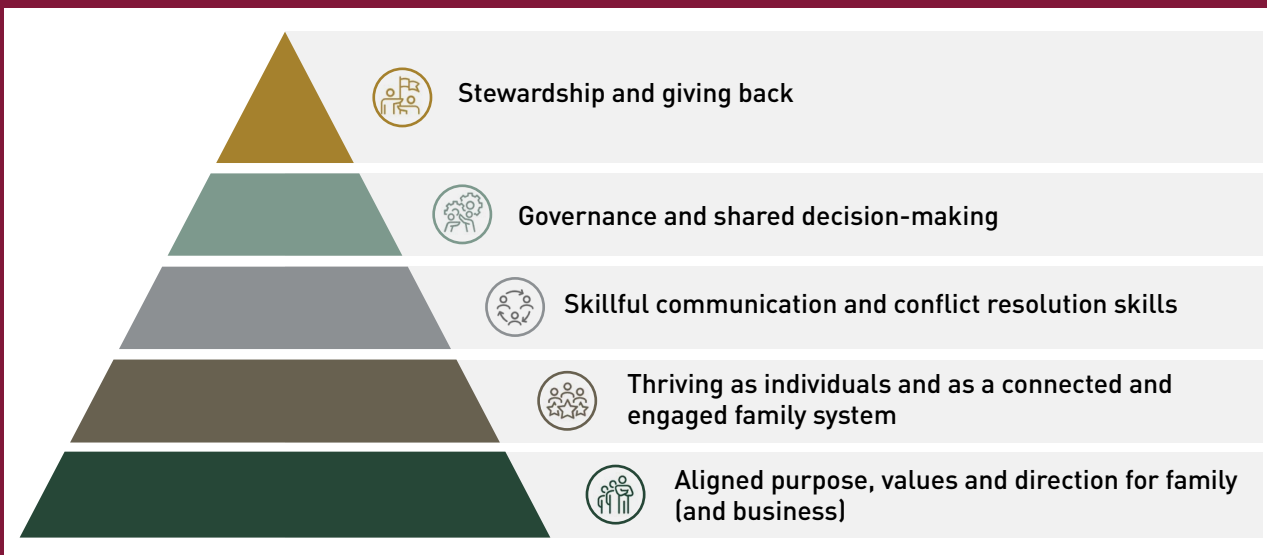 Stewardship and giving back
Governance and shared decision-making
Skillful communication and conflict resolution skills
Thriving as individuals and as a connected and
engaged family system
Aligned purpose, values and direction for family
(and business)